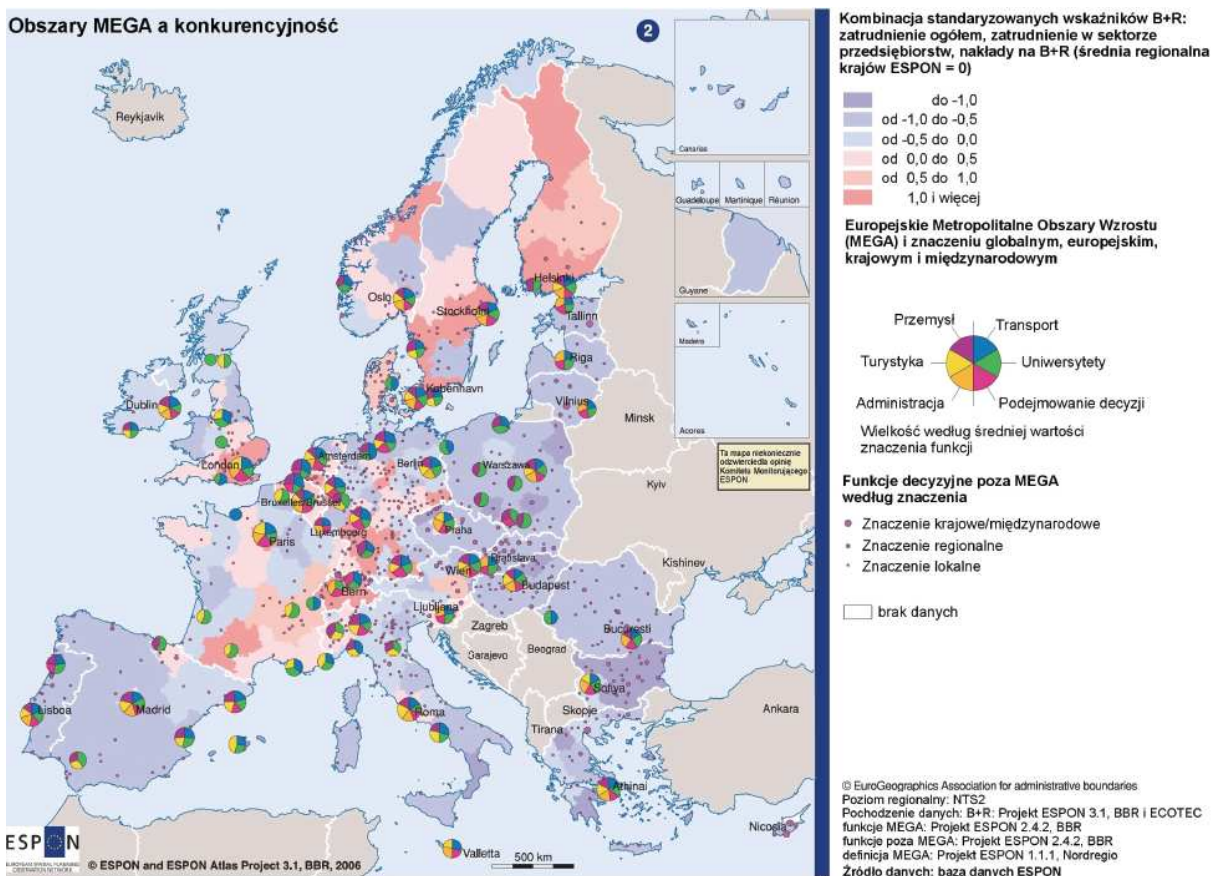 Obszary MEGA a konkurencyjność
2
Reykjavik
Canarias
Guadeloupe
Martinique
Réunion
Guyane
Madeira
Acores
Ta mapa niekoniecznie
odzwierciedla opinię
Komitetu Monitorującego
ESPON
Helsinki
Oslo
Stockholm
Tallinn
Riga
København
Vilnius
Minsk
Dublin
London
Amsterdam
Berlin
Warszawa
Kyiv
Bruxelles/Brussel
Luxembourg
Praha
Paris
Bratislava
Wien
Budapest
Kishinev
Bern
Ljubljana
Zagreb
Bucuresti
Beograd
Sarajevo
Sofiya
Skopje
Tirana
Ankara
Lisboa
Madrid
Roma
Athinai
Nicosia
Valletta
500 km
ESPON
EUROPEAN SPATIAL PLANNING
OBSERVATION NETWORK
© ESPON and ESPON Atlas Project 3.1, BBR, 2006
Kombinacja standaryzowanych wskaźników B+R:
zatrudnienie ogółem, zatrudnienie w sektorze
przedsiębiorstw, nakłady na B+R (średnia regionalna
krajów ESPON = 0)
do -1,0
od -1,0 do -0,5
od -0,5 do 0,0
od 0,0 do 0,5
od 0,5 do 1,0
1,0 i więcej
Europejskie Metropolitalne Obszary Wzrostu
(MEGA) i znaczeniu globalnym, europejskim,
krajowym i międzynarodowym
Przemysł
Transport
Turystyka
Uniwersytety
Administracja
Podejmowanie decyzji
Wielkość według średniej wartości
znaczenia funkcji
Funkcje decyzyjne poza MEGA
według znaczenia
Znaczenie krajowe/międzynarodowe
Znaczenie regionalne
Znaczenie lokalne
brak danych
© EuroGeographics Association for administrative boundaries
Poziom regionalny: NTS2
Pochodzenie danych: B+R: Projekt ESPON 3.1, BBR i ECOTEC
funkcje MEGA: Projekt ESPON 2.4.2, BBR
funkcje poza MEGA: Projekt ESPON 2.4.2, BBR
definicja MEGA: Projekt ESPON 1.1.1, Nordregio
Źródło danych: baza danych ESPON